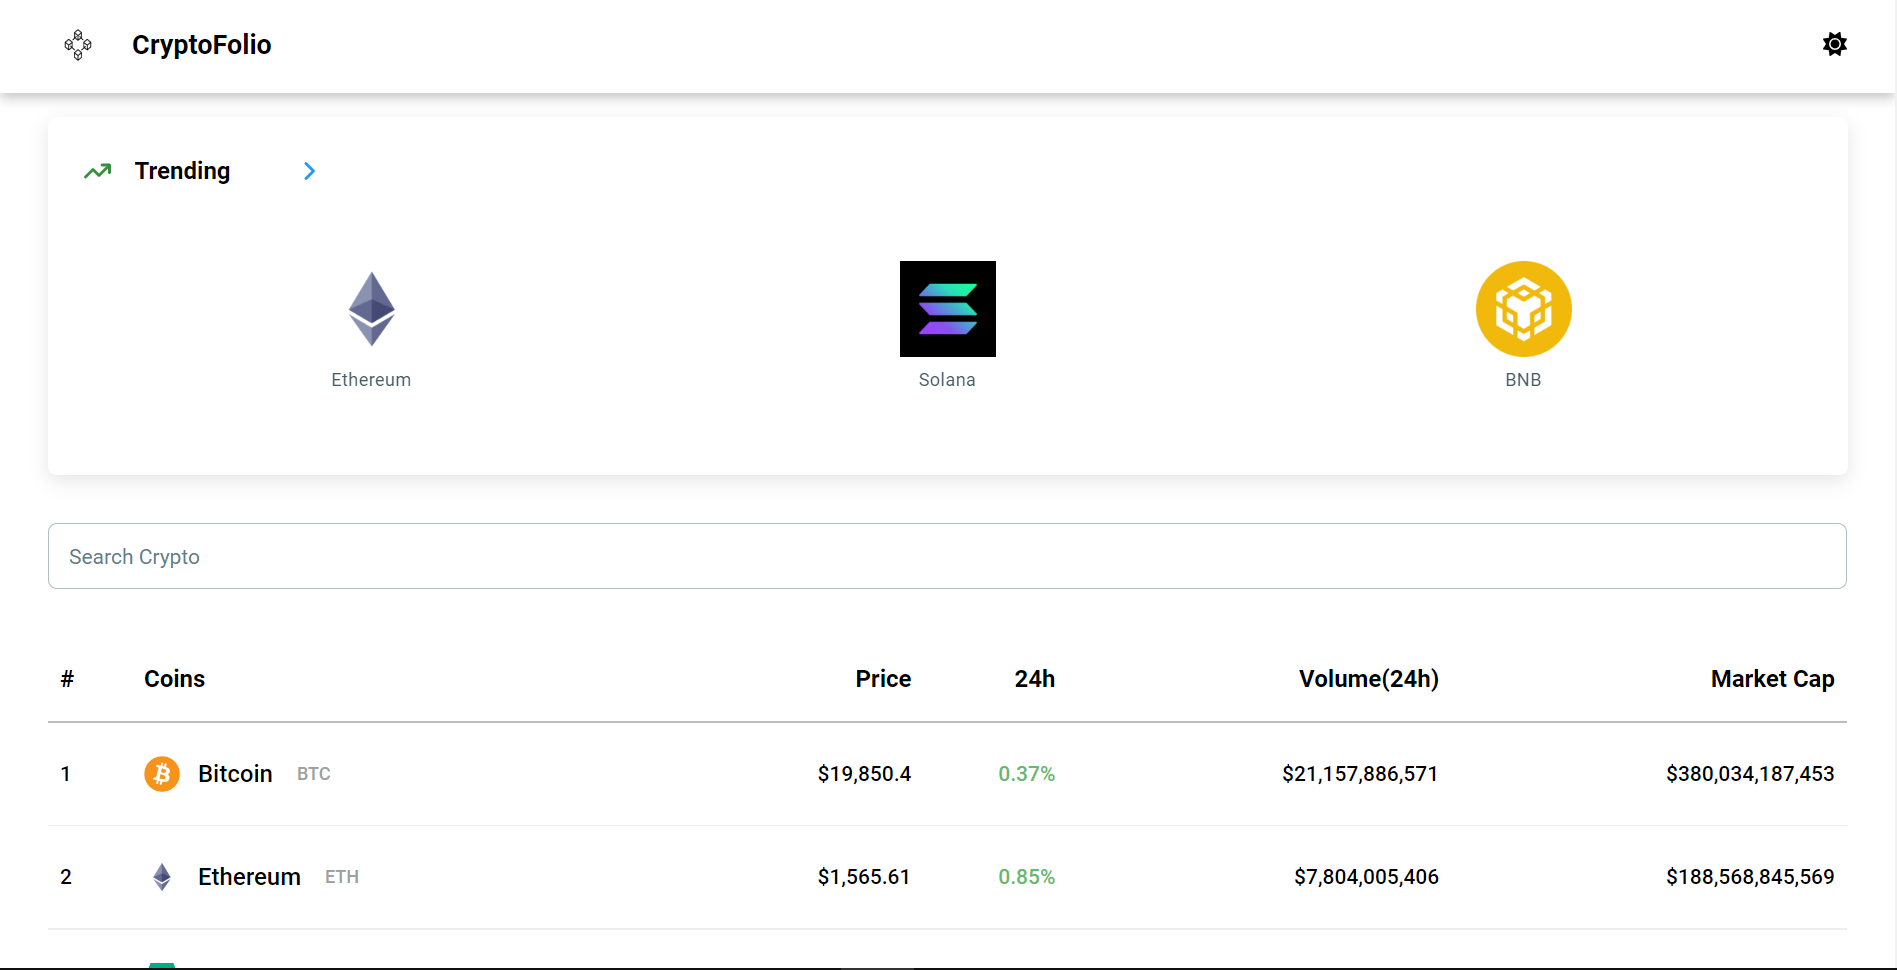 CryptoFolio
Trending
Ethereum Solana BNB
Search Crypto
# Coins Price 24h Volume(24h) Market Cap
1 Bitcoin BTC $19,850.4 0.37% $21,157,886,571 $380,034,187,453
2 Ethereum ETH $1,565.61 0.85% $7,804,005,406 $188,568,845,569